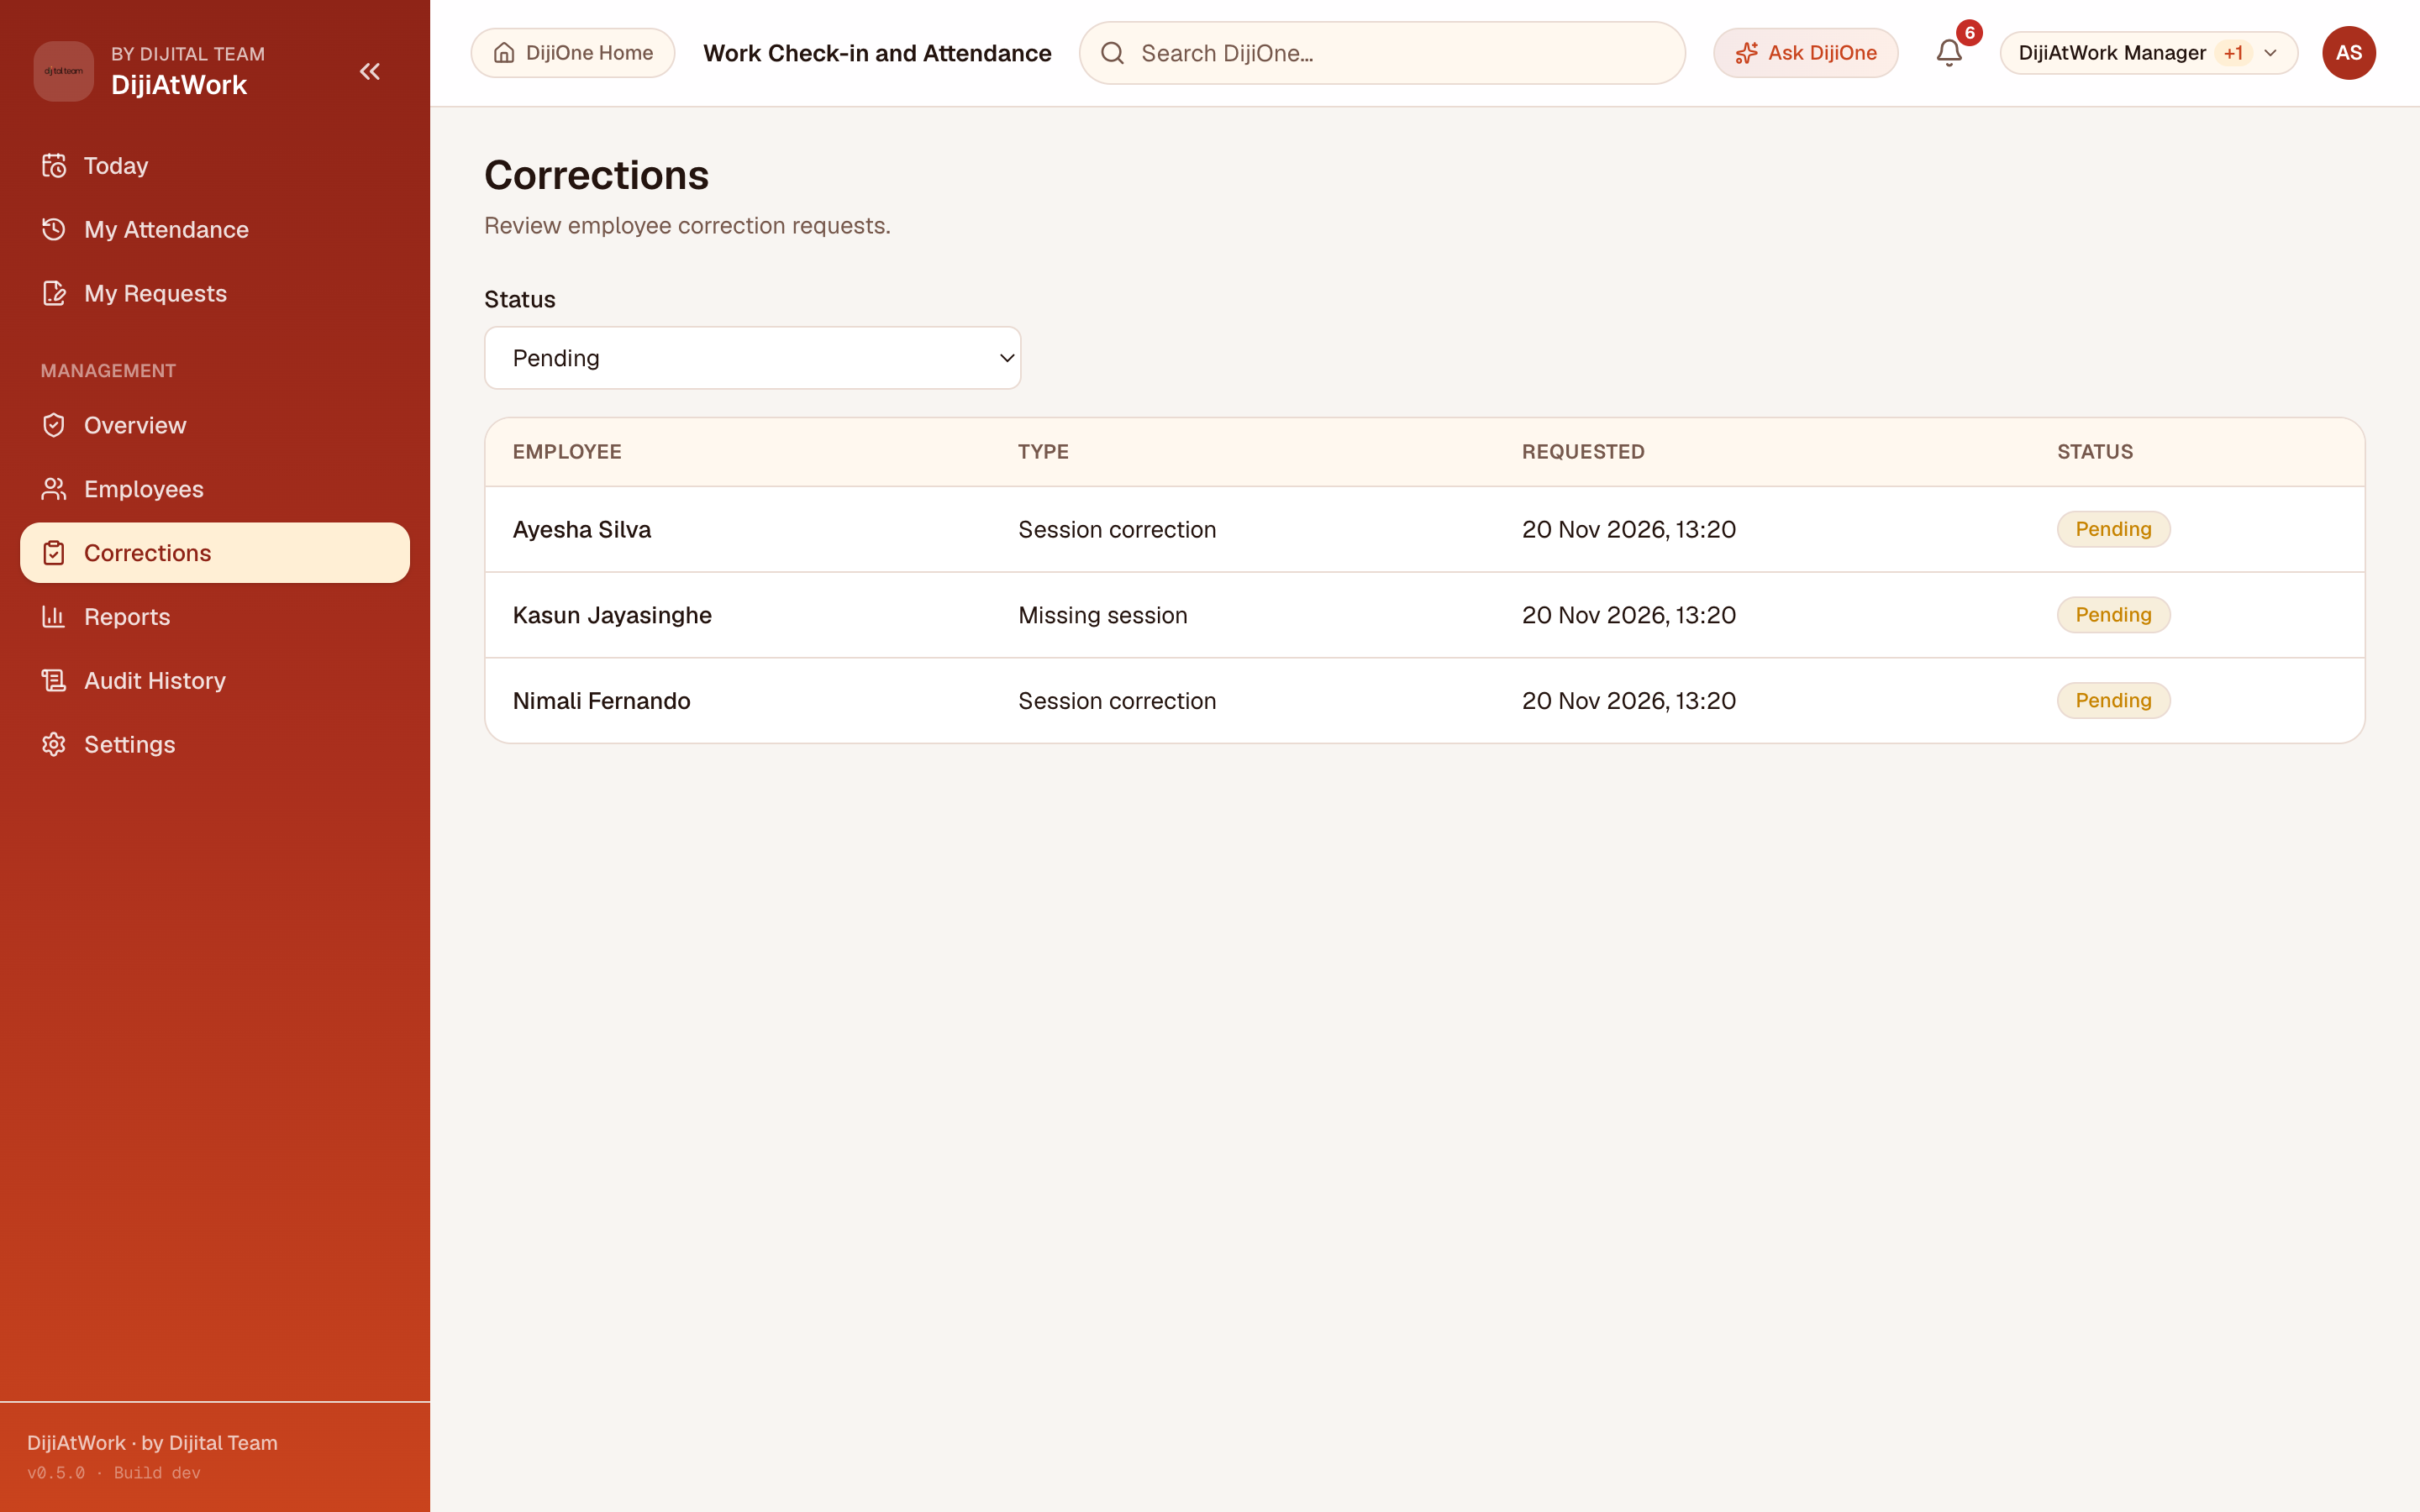 dijital team
BY DIJITAL TEAM
DijiAtWork
Today
My Attendance
My Requests
MANAGEMENT
Overview
Employees
Corrections
Reports
Audit History
Settings
DijiAtWork · by Dijital Team
v0.5.0 · Build dev
DijiOne Home
Work Check-in and Attendance
Search DijiOne...
Ask DijiOne
6
DijiAtWork Manager +1
AS
Corrections
Review employee correction requests.
Status
Pending
EMPLOYEE TYPE REQUESTED STATUS
Ayesha Silva Session correction 20 Nov 2026, 13:20 Pending
Kasun Jayasinghe Missing session 20 Nov 2026, 13:20 Pending
Nimali Fernando Session correction 20 Nov 2026, 13:20 Pending